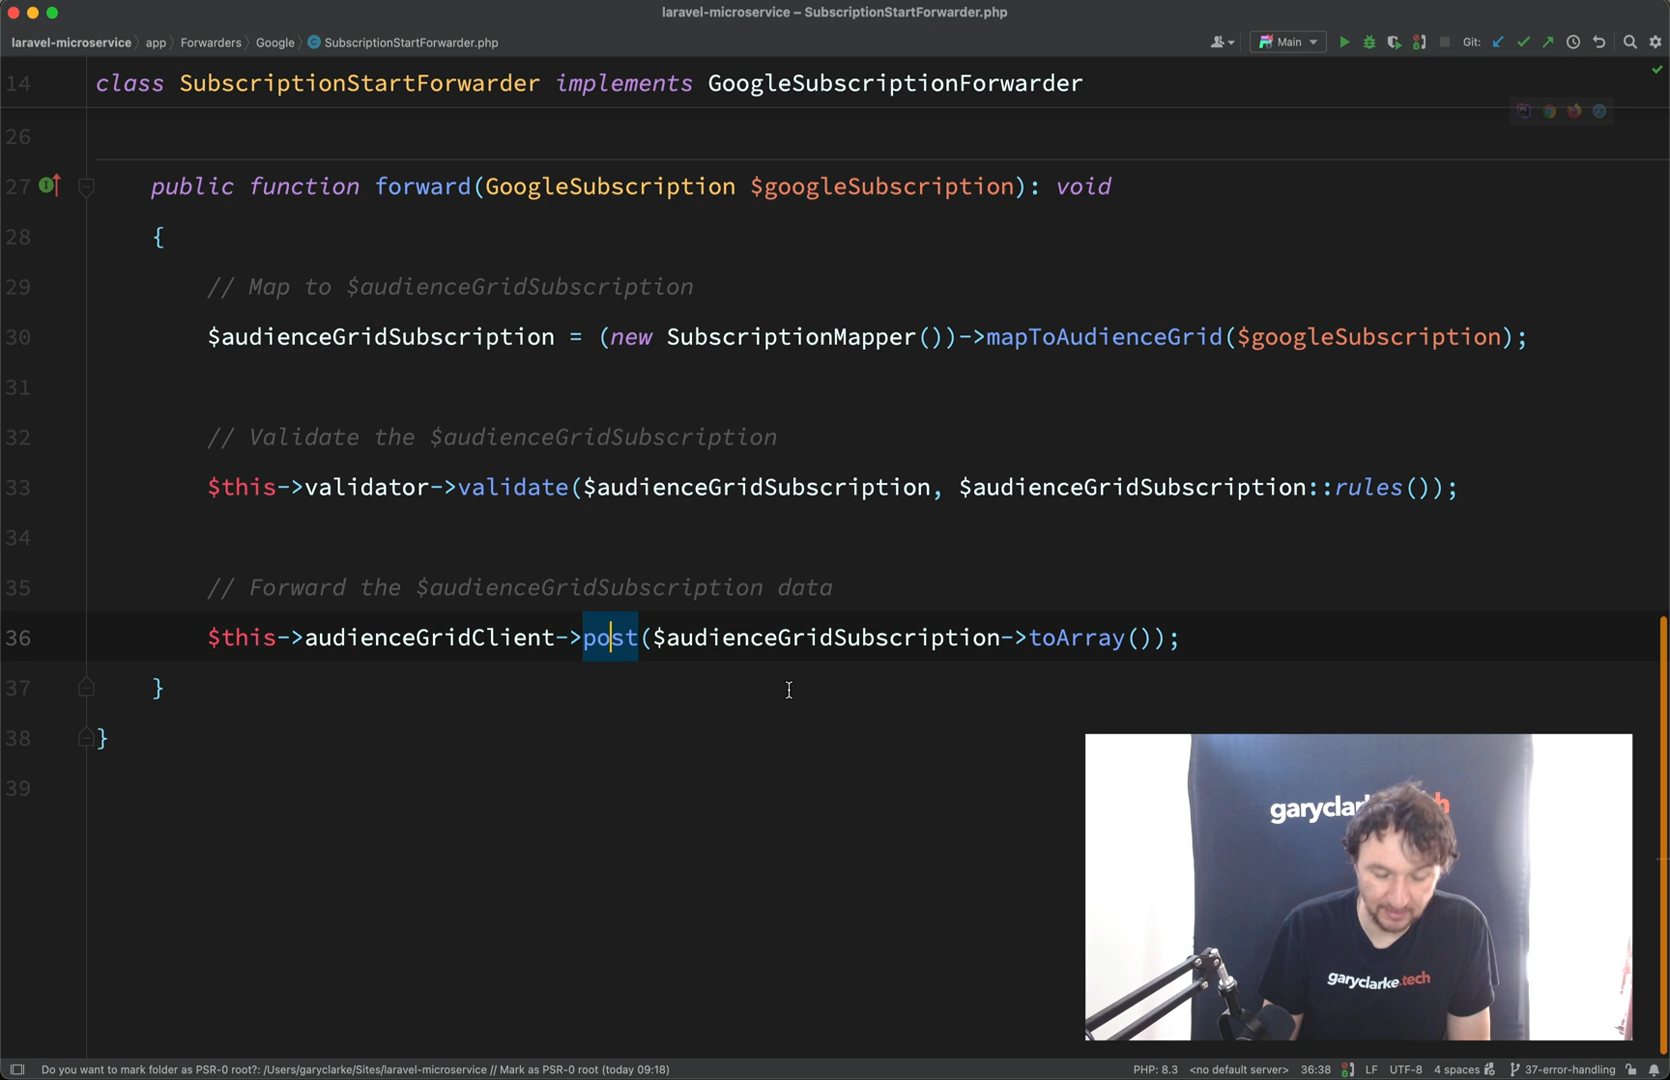 laravel-microservice – SubscriptionStartForwarder.php
laravel-microservice › app › Forwarders › Google › SubscriptionStartForwarder.php
Main
Git:
14 class SubscriptionStartForwarder implements GoogleSubscriptionForwarder
26
27 public function forward(GoogleSubscription $googleSubscription): void
28 {
29 // Map to $audienceGridSubscription
30 $audienceGridSubscription = (new SubscriptionMapper())->mapToAudienceGrid($googleSubscription);
31
32 // Validate the $audienceGridSubscription
33 $this->validator->validate($audienceGridSubscription, $audienceGridSubscription::rules());
34
35 // Forward the $audienceGridSubscription data
36 $this->audienceGridClient->post($audienceGridSubscription->toArray());
37 }
38 }
39
garyclarke.tech
Do you want to mark folder as PSR-0 root?: /Users/garyclarke/Sites/laravel-microservice // Mark as PSR-0 root (today 09:18)
PHP: 8.3 <no default server> 36:38 LF UTF-8 4 spaces 37-error-handling